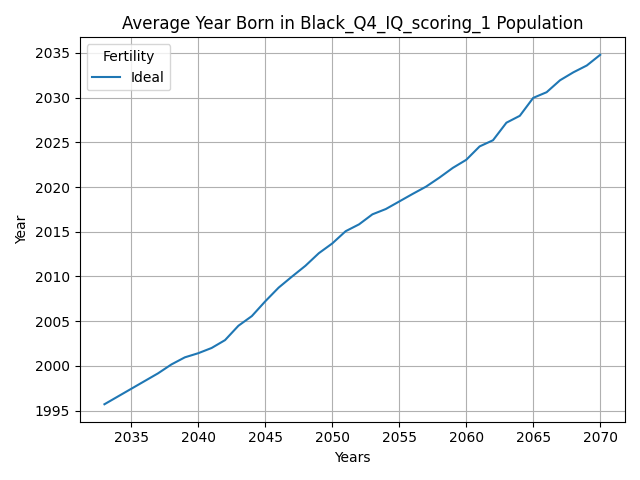 Average Year Born in Black_Q4_IQ_scoring_1 Population
Fertility
Ideal
2035
2030
2025
2020
2015
2010
2005
2000
1995
Year
2035 2040 2045 2050 2055 2060 2065 2070
Years